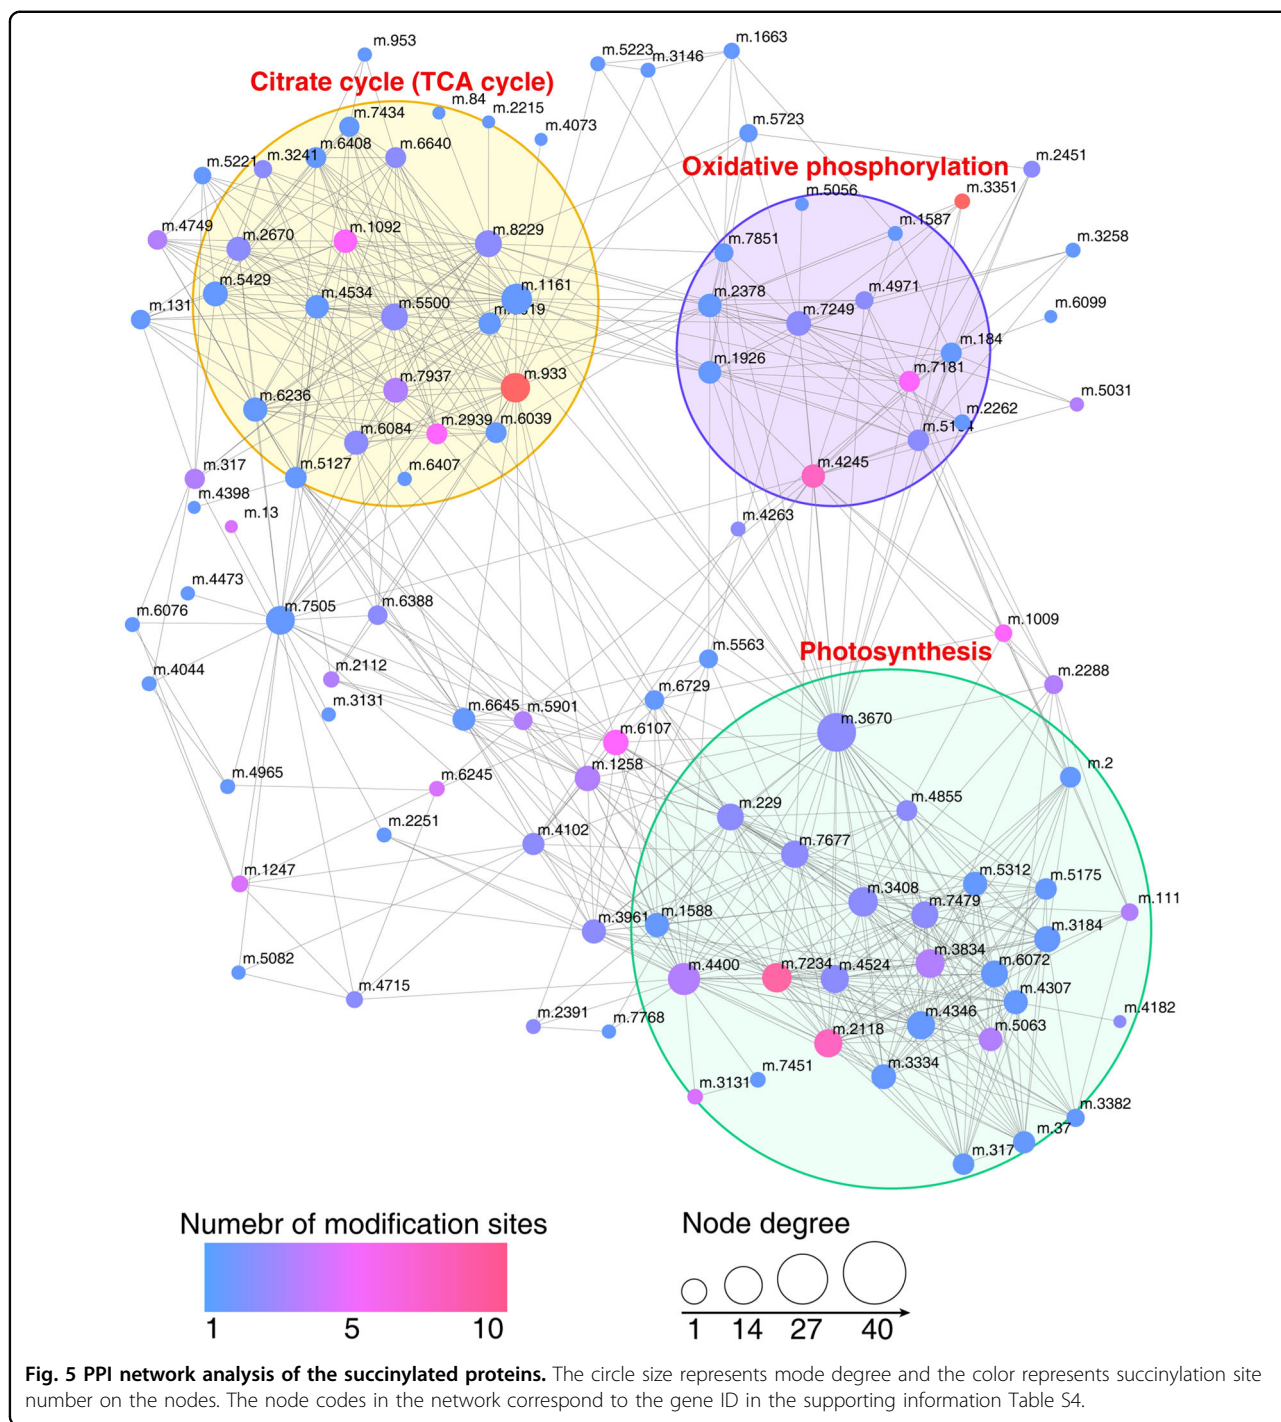 m.953
m.5223
m.3146
m.1663
Citrate cycle (TCA cycle)
m.84
m.2215
m.7434
m.4073
m.5723
m.6408
m.6640
m.3241
m.5221
Oxidative phosphorylation
m.2451
m.5056
m.3351
m.4749
m.2670
m.1092
m.8229
m.1587
m.7851
m.3258
m.5429
m.4534
m.5500
m.1161
m.131
m.2378
m.7249
m.4971
m.6099
m.184
m.1926
m.7181
m.7937
m.933
m.5031
m.6236
m.6084
m.2939
m.6039
m.2262
m.317
m.5127
m.6407
m.4245
m.4398
m.13
m.4263
m.4473
m.7505
m.6388
m.6076
m.1009
m.5563
Photosynthesis
m.4044
m.2112
m.2288
m.6729
m.3131
m.6645
m.5901
m.6107
m.3670
m.4965
m.6245
m.1258
m.2
m.2251
m.4102
m.229
m.4855
m.7677
m.1247
m.5312
m.5175
m.3408
m.7479
m.111
m.3961
m.1588
m.3184
m.5082
m.4400
m.7234
m.4524
m.3834
m.6072
m.4715
m.4307
m.2391
m.7768
m.2118
m.4346
m.5063
m.4182
m.3131
m.7451
m.3334
m.3382
m.37
m.317
Numebr of modification sites
1 5 10
Node degree
1 14 27 40
Fig. 5 PPI network analysis of the succinylated proteins. The circle size represents mode degree and the color represents succinylation site
number on the nodes. The node codes in the network correspond to the gene ID in the supporting information Table S4.